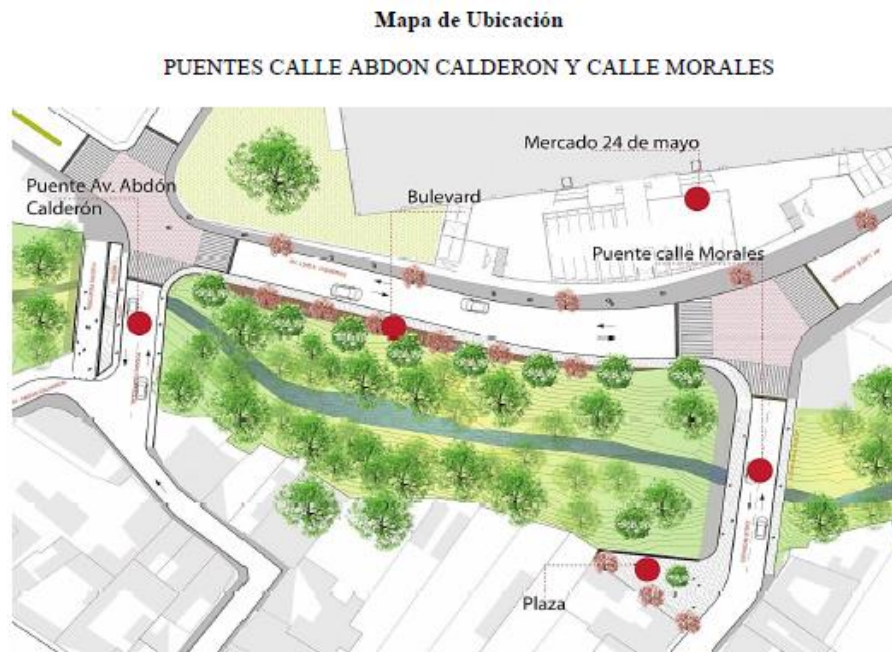 Mapa de Ubicación
PUENTES CALLE ABDON CALDERON Y CALLE MORALES
Mercado 24 de mayo
Puente Av. Abdón
Calderón
Bulevard
Puente calle Morales
Plaza